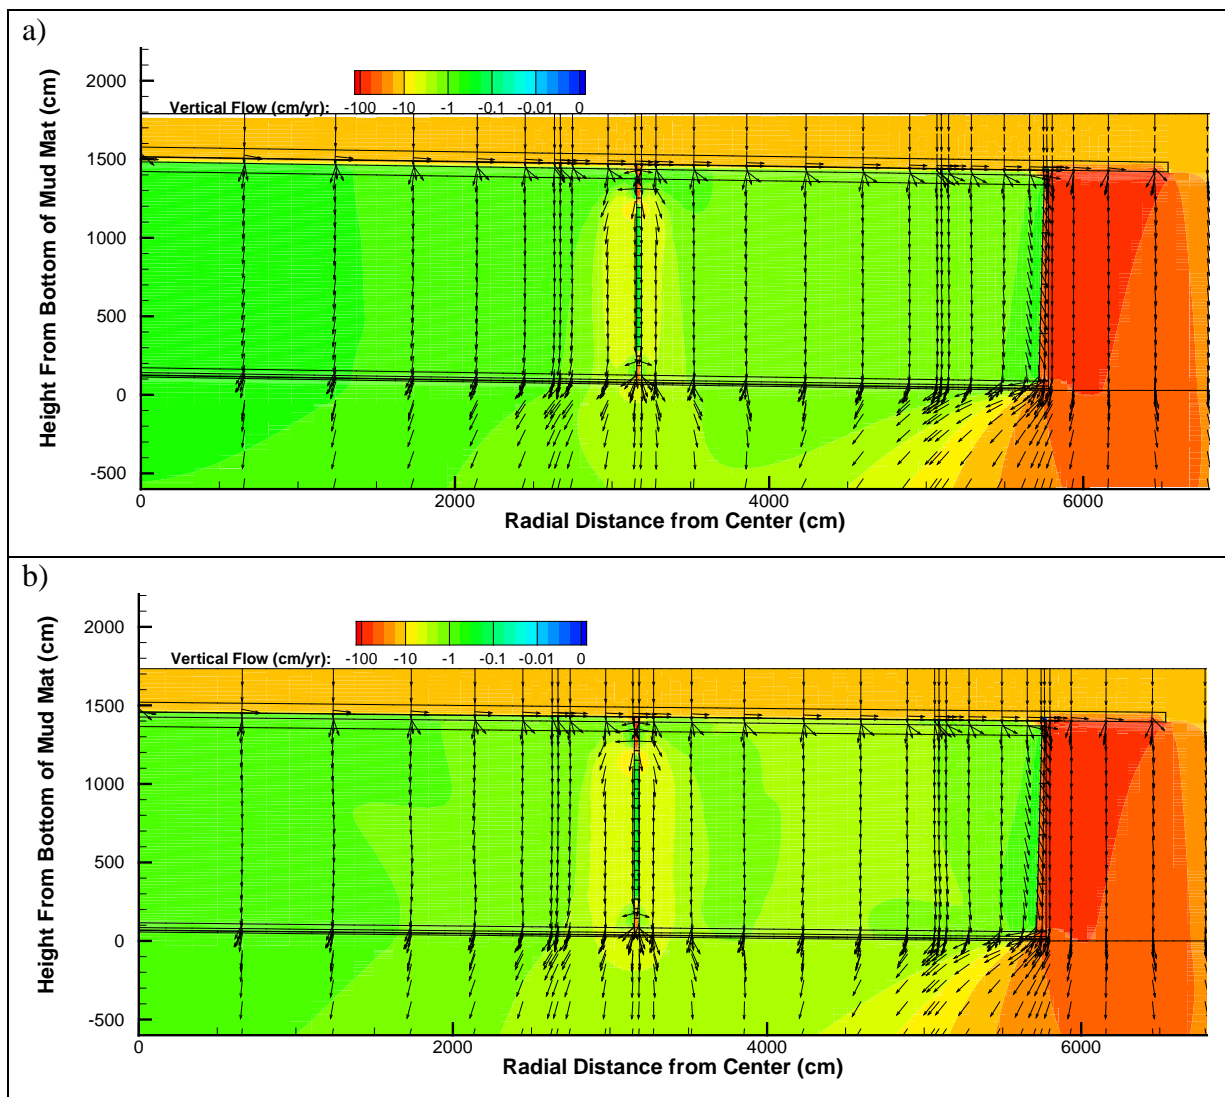 a)
Height From Bottom of Mud Mat (cm)
2000
1500
1000
500
0
-500
Vertical Flow (cm/yr): -100 -10 -1 -0.1 -0.01 0
0 2000 4000 6000
Radial Distance from Center (cm)
b)
Height From Bottom of Mud Mat (cm)
2000
1500
1000
500
0
-500
Vertical Flow (cm/yr): -100 -10 -1 -0.1 -0.01 0
0 2000 4000 6000
Radial Distance from Center (cm)